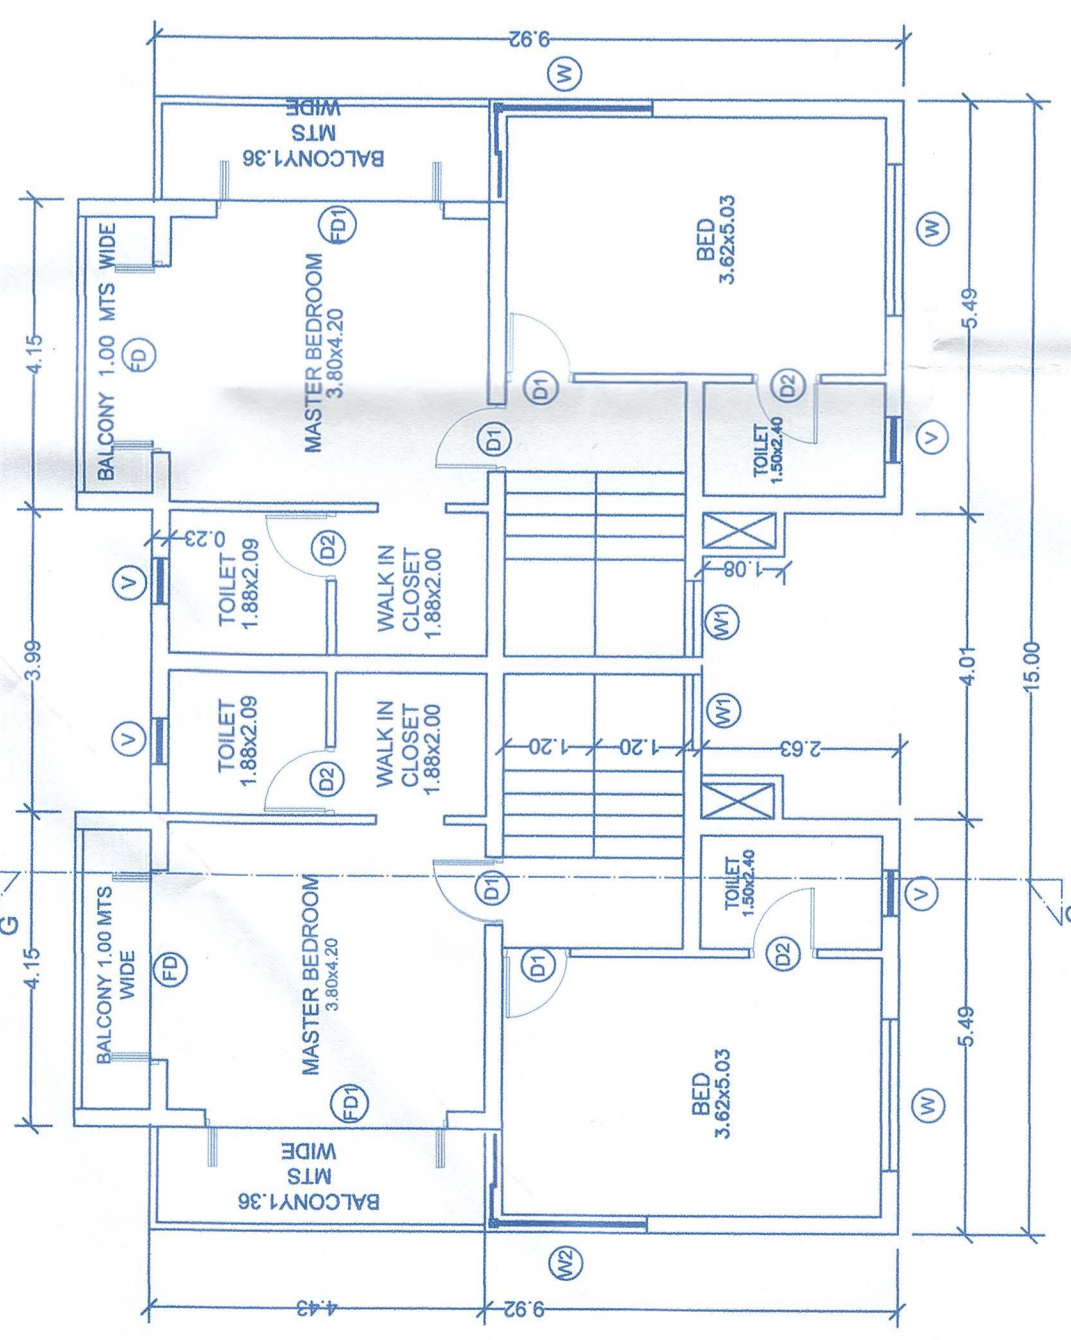 9.92
W
BALCONY1.36
MTS
WIDE
BALCONY 1.00 MTS WIDE
FD
FD1
4.15
MASTER BEDROOM
3.80x4.20
BED
3.62x5.03
W
5.49
D1
D1
D2
TOILET
1.50x2.40
V
0.23
V
TOILET
1.88x2.09
D2
WALK IN
CLOSET
1.88x2.00
1.08
W1
3.99
4.01
15.00
V
TOILET
1.88x2.09
D2
WALK IN
CLOSET
1.88x2.00
1.20
1.20
W1
2.63
G
D1
TOILET
1.50x2.40
V
4.15
BALCONY 1.00 MTS
WIDE
FD
MASTER BEDROOM
3.80x4.20
D1
D2
5.49
FD1
BED
3.62x5.03
W
BALCONY1.36
MTS
WIDE
W2
4.43
9.92